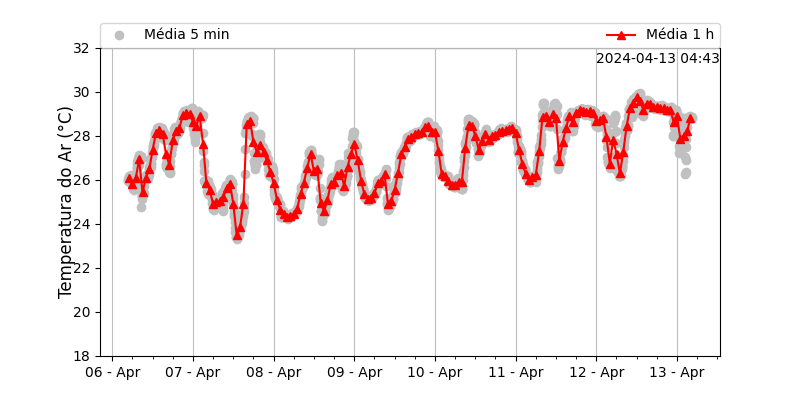 Média 5 min
Média 1 h
2024-04-13 04:43
Temperatura do Ar (°C)
32
30
28
26
24
22
20
18
06 - Apr
07 - Apr
08 - Apr
09 - Apr
10 - Apr
11 - Apr
12 - Apr
13 - Apr